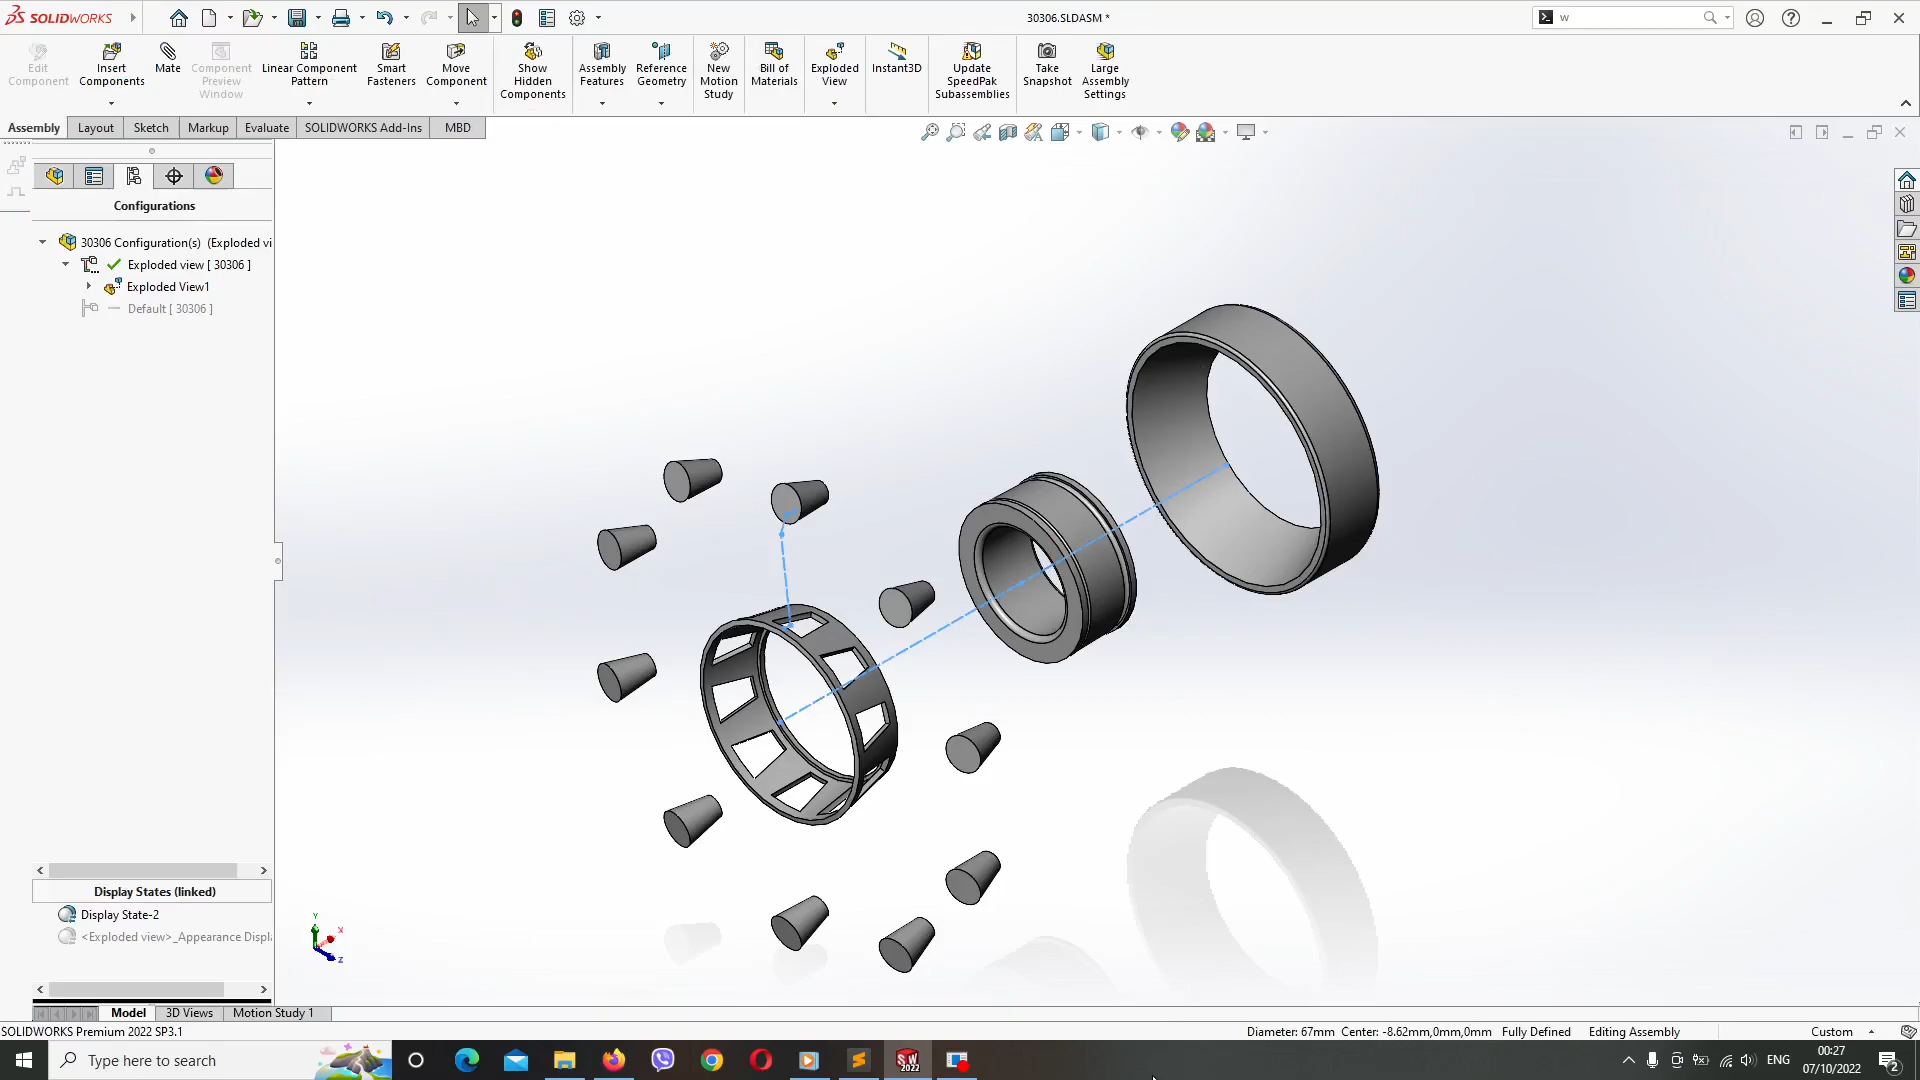 SOLIDWORKS
30306.SLDASM *
w
Edit Component
Insert Components
Mate
Component Preview Window
Linear Component Pattern
Smart Fasteners
Move Component
Show Hidden Components
Assembly Features
Reference Geometry
New Motion Study
Bill of Materials
Exploded View
Instant3D
Update SpeedPak Subassemblies
Take Snapshot
Large Assembly Settings
Assembly
Layout
Sketch
Markup
Evaluate
SOLIDWORKS Add-Ins
MBD
Configurations
30306 Configuration(s) (Exploded vi
Exploded view [ 30306 ]
Exploded View1
Default [ 30306 ]
Display States (linked)
Display State-2
<Exploded view>_Appearance Displ
Y
X
Z
Model
3D Views
Motion Study 1
SOLIDWORKS Premium 2022 SP3.1
Diameter: 67mm Center: -8.62mm,0mm,0mm
Fully Defined
Editing Assembly
Custom
Type here to search
SW 2022
ENG
00:27
07/10/2022
2